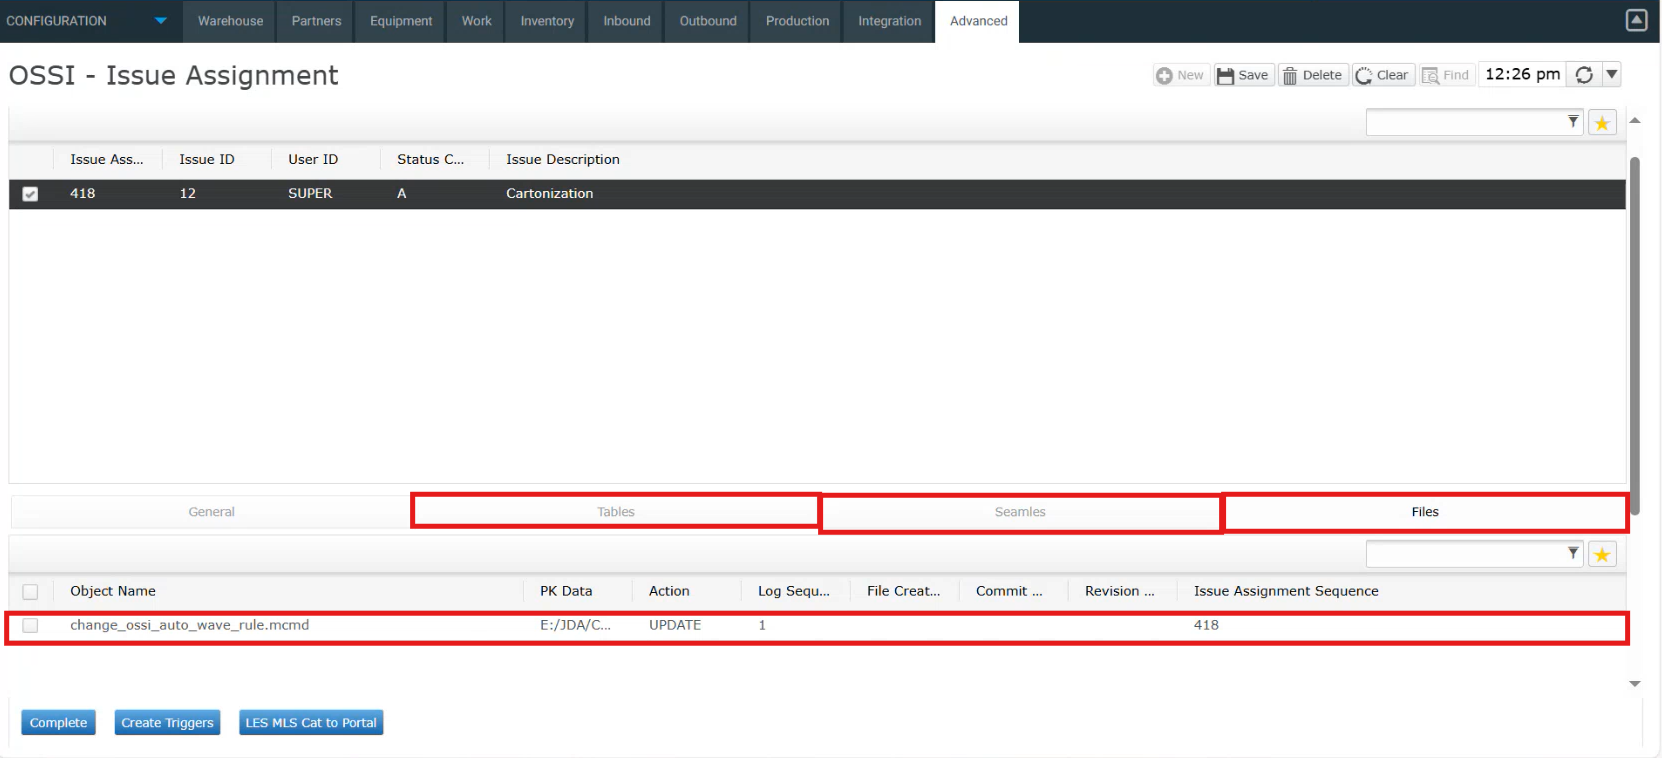 CONFIGURATION Warehouse Partners Equipment Work Inventory Inbound Outbound Production Integration Advanced
OSSI - Issue Assignment
New Save Delete Clear Find 12:26 pm
Issue Ass... Issue ID User ID Status C... Issue Description
418 12 SUPER A Cartonization
General Tables Seamles Files
Object Name PK Data Action Log Sequ... File Creat... Commit ... Revision ... Issue Assignment Sequence
change_ossi_auto_wave_rule.mcmd E:/JDA/C... UPDATE 1 418
Complete Create Triggers LES MLS Cat to Portal